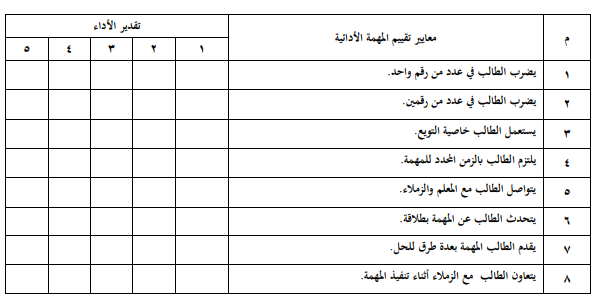 م معايير تقييم المهمة الأدائية تقدير الأداء
١ ٢ ٣ ٤ ٥
١ يضرب الطالب في عدد من رقم واحد.
٢ يضرب الطالب في عدد من رقمين.
٣ يستعمل الطالب خاصية التويع.
٤ يلتزم الطالب بالزمن المحدد للمهمة.
٥ يتواصل الطالب مع المعلم والزملاء.
٦ يتحدث الطالب عن المهمة بطلاقة.
٧ يقدم الطالب المهمة بعدة طرق للحل.
٨ يتعاون الطالب مع الزملاء أثناء تنفيذ المهمة.